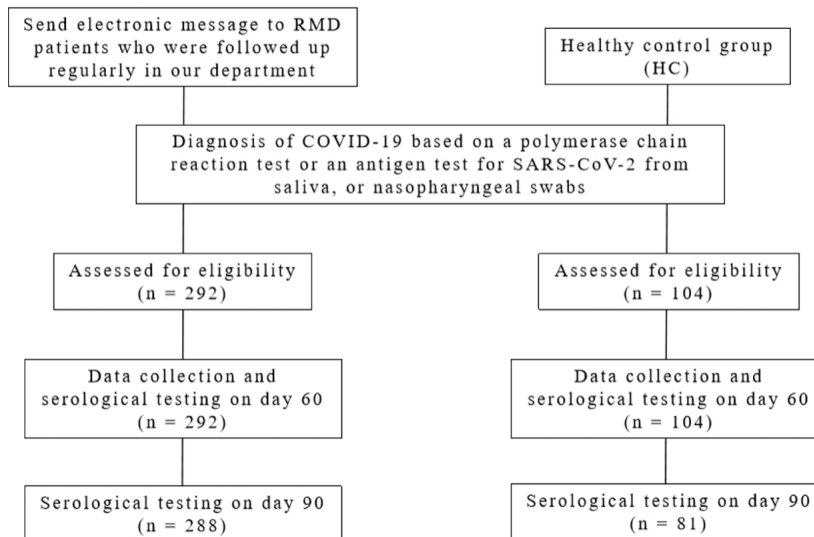 Send electronic message to RMD
patients who were followed up
regularly in our department
Healthy control group
(HC)
Diagnosis of COVID-19 based on a polymerase chain
reaction test or an antigen test for SARS-CoV-2 from
saliva, or nasopharyngeal swabs
Assessed for eligibility
(n = 292)
Assessed for eligibility
(n = 104)
Data collection and
serological testing on day 60
(n = 292)
Data collection and
serological testing on day 60
(n = 104)
Serological testing on day 90
(n = 288)
Serological testing on day 90
(n = 81)